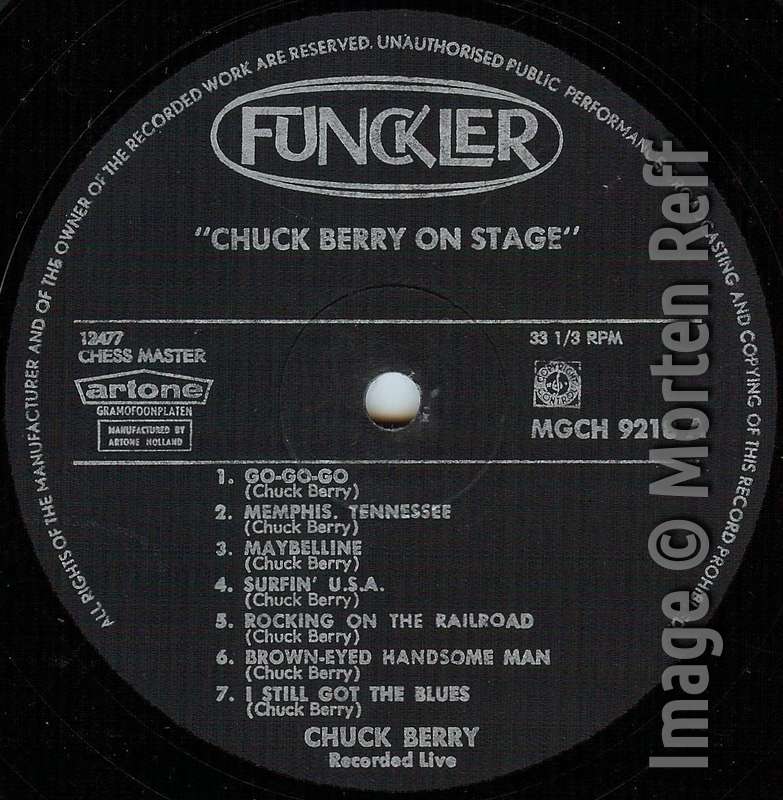 ALL RIGHTS OF THE MANUFACTURER AND OF THE OWNER OF THE RECORDED WORK ARE RESERVED. UNAUTHORISED PUBLIC CASTING AND COPYING OF THIS RECORD
FUNCKLER
"CHUCK BERRY ON STAGE"
12477
CHESS MASTER
33 1/3 RPM
artone
GRAMOFOONPLATEN
MANUFACTURED BY
ARTONE HOLLAND
MGCH
1. GO-GO-GO
(Chuck Berry)
2. MEMPHIS. TENNESSEE
(Chuck Berry)
3. MAYBELLINE
(Chuck Berry)
4. SURFIN' U.S.A.
(Chuck Berry)
5. ROCKING ON THE RAILROAD
(Chuck Berry)
6. BROWN-EYED HANDSOME MAN
(Chuck Berry)
7. I STILL GOT THE BLUES
(Chuck Berry)
CHUCK BERRY
Recorded Live
Image © Morten Reff